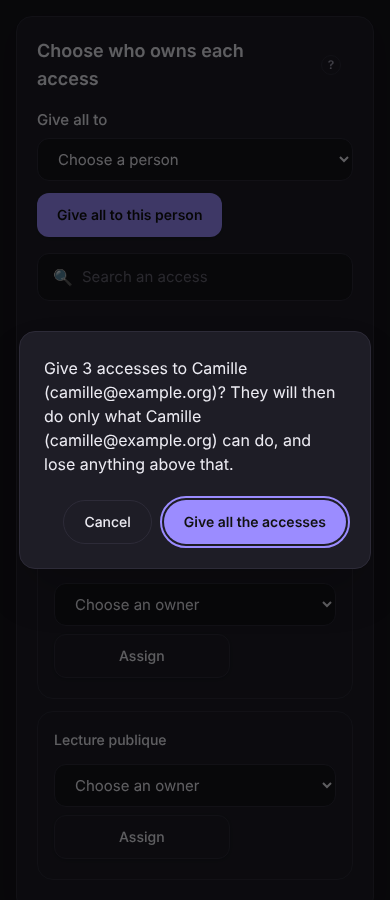 Choose who owns each
access
?
Give all to
Choose a person
Give all to this person
Search an access
Give 3 accesses to Camille
(camille@example.org)? They will then
do only what Camille
(camille@example.org) can do, and
lose anything above that.
Cancel
Give all the accesses
Choose an owner
Assign
Lecture publique
Choose an owner
Assign